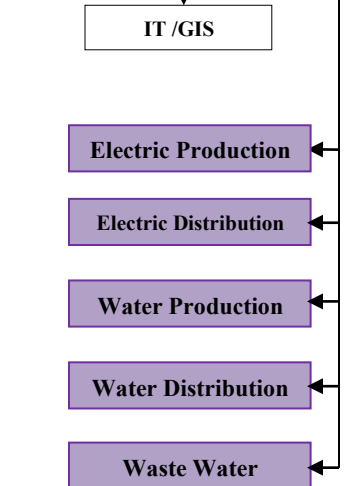 IT /GIS
Electric Production
Electric Distribution
Water Production
Water Distribution
Waste Water